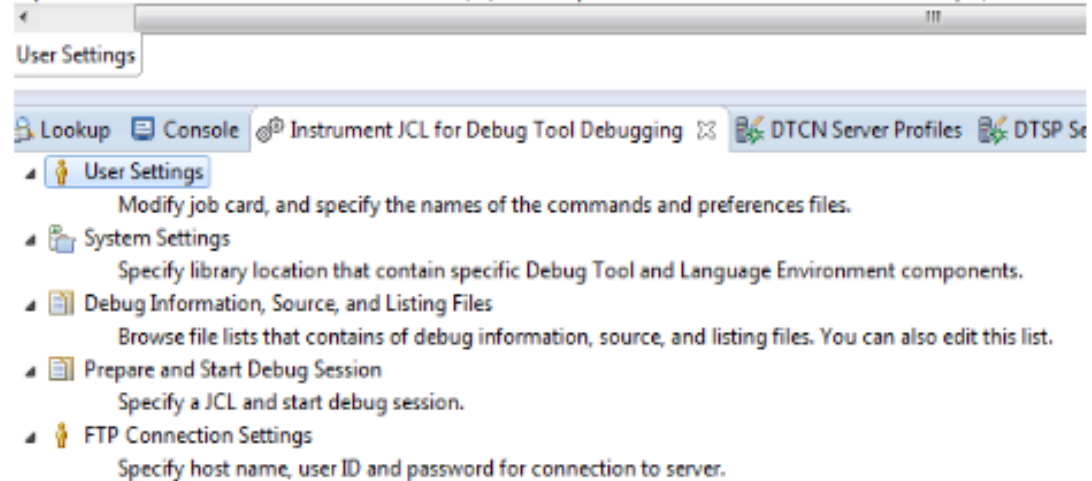 User Settings
Lookup Console Instrument JCL for Debug Tool Debugging DTCN Server Profiles DTSP
User Settings
Modify job card, and specify the names of the commands and preferences files.
System Settings
Specify library location that contain specific Debug Tool and Language Environment components.
Debug Information, Source, and Listing Files
Browse file lists that contains of debug information, source, and listing files. You can also edit this list.
Prepare and Start Debug Session
Specify a JCL and start debug session.
FTP Connection Settings
Specify host name, user ID and password for connection to server.